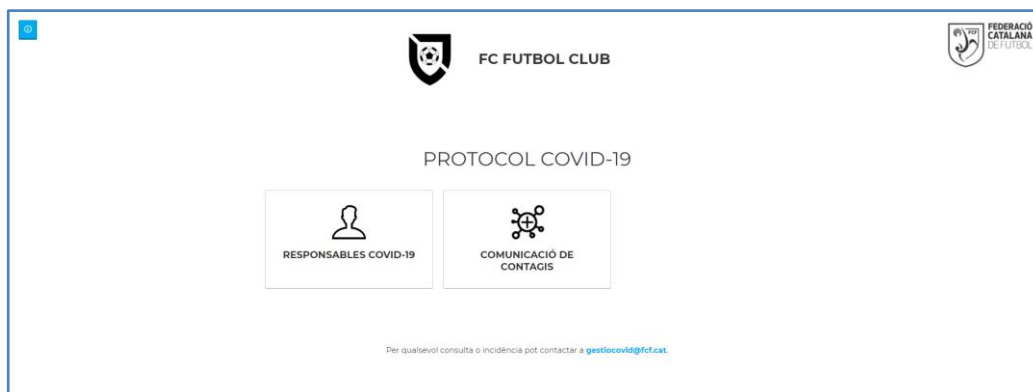 FC FUTBOL CLUB
FEDERACIÓ
CATALANA
DE FUTBOL
PROTOCOL COVID-19
RESPONSABLES COVID-19
COMUNICACIÓ DE
CONTAGIS
Per qualsevol consulta o incidència pot contactar a gestiocovid@fcf.cat.